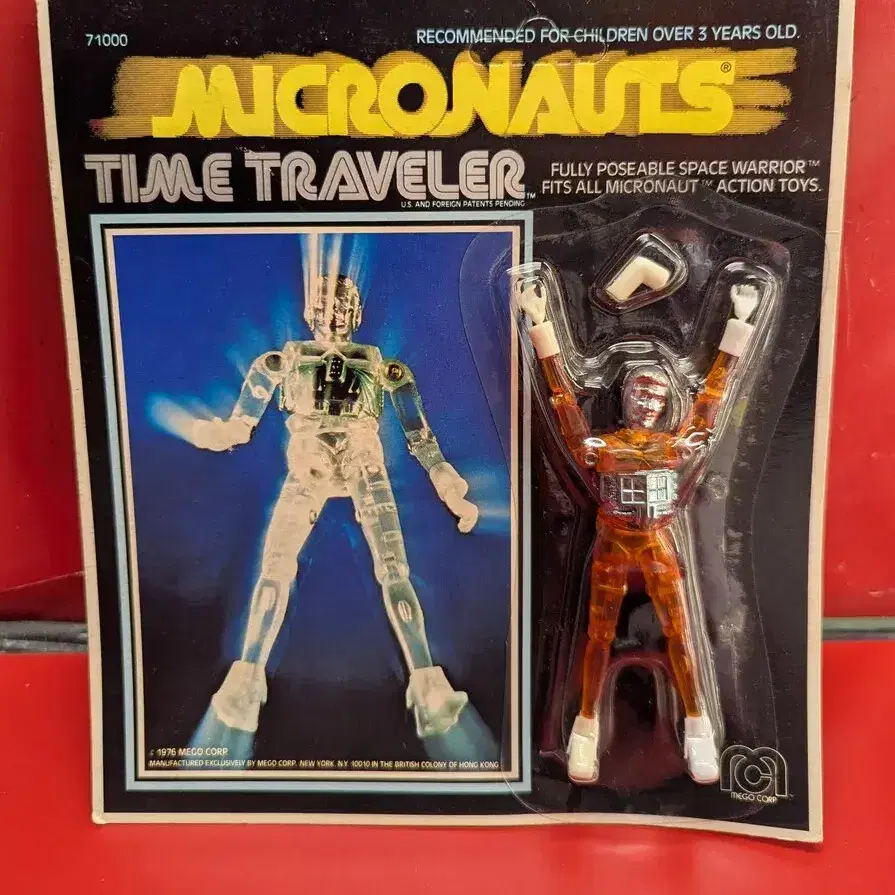 71000
RECOMMENDED FOR CHILDREN OVER 3 YEARS OLD.
MICRONAUTS®
TIME TRAVELER™
U.S. AND FOREIGN PATENTS PENDING
FULLY POSEABLE SPACE WARRIOR™
FITS ALL MICRONAUT™ ACTION TOYS.
© 1976 MEGO CORP.
MANUFACTURED EXCLUSIVELY BY MEGO CORP. NEW YORK. N.Y. 10010 IN THE BRITISH COLONY OF HONG KONG
MEGO CORP.™